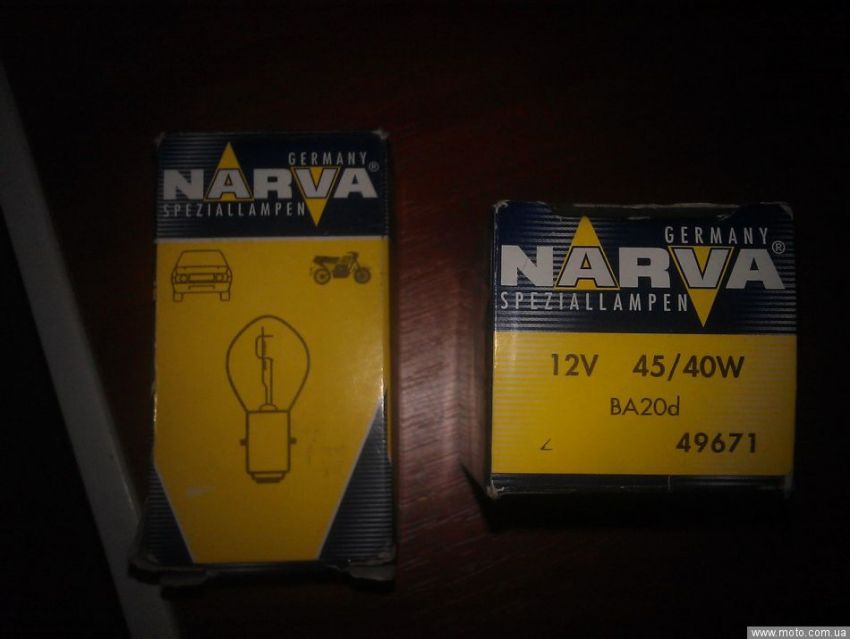 GERMANY
NARVA®
SPEZIALLAMPEN
GERMANY
NARVA®
SPEZIALLAMPEN
12V 45/40W
BA20d
49671
www.moto.com.ua